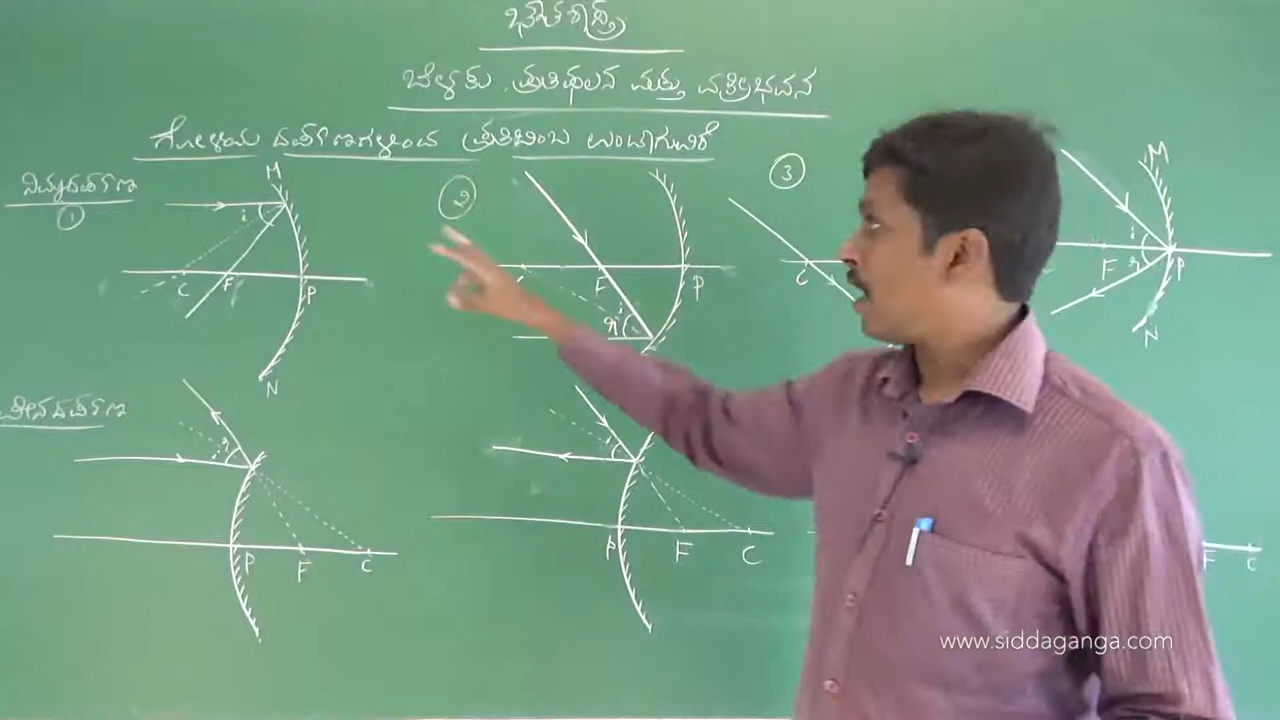 ಭೌತಶಾಸ್ತ್ರ
ಬೆಳಕು ಪ್ರತಿಫಲನ ಮತ್ತು ವಕ್ರೀಭವನ
ಗೋಳೀಯ ದರ್ಪಣಗಳಿಂದ ಪ್ರತಿಬಿಂಬ ಉಂಟಾಗುವಿಕೆ
ನಿಮ್ನದರ್ಪಣ
1
M
i
C F P
N
2
F P
i
r
3
C
M
i
F r P
N
ಪೀನದರ್ಪಣ
P F C
P F C
F C
www.siddaganga.com